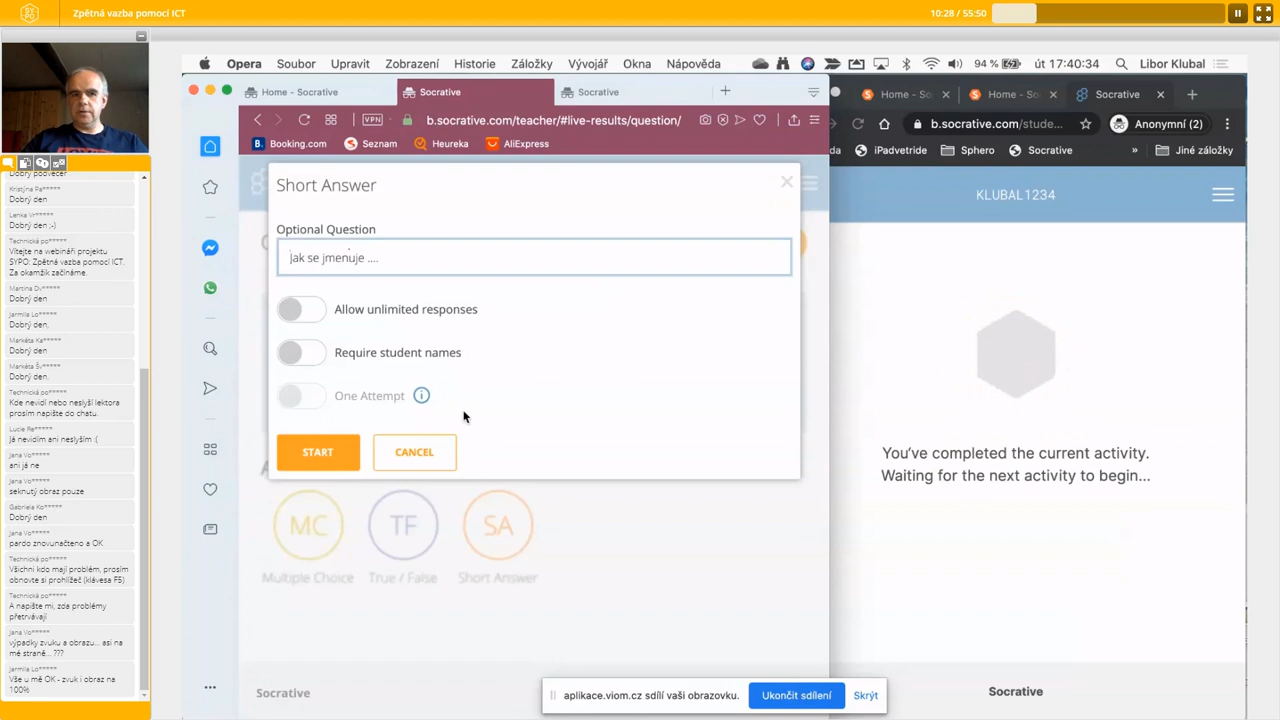 SYPO
Zpětná vazba pomocí ICT
10:28 / 55:50
Dobrý podvečer
Kristýna Pa*****
Dobrý den
Lenka Vr*****
Dobrý den ;-)
Technická po*****
Vítejte na webináři projektu
SYPO: Zpětná vazba pomocí ICT.
Za okamžik začínáme.
Martina Dv*****
Dobrý den
Jarmila Lo*****
Dobrý den,
Markéta Ka*****
Dobrý den
Markéta Šv*****
Dobrý den.
Technická po*****
Kde nevidí nebo neslyší lektora
prosím napište do chatu.
Lucie Re*****
Já nevidím ani neslyším :(
Jana Vo*****
ani já ne
Jana Vo*****
seknutý obraz pouze
Gabriela Ko*****
Dobrý den
Jana Vo*****
pardo znovunačteno a OK
Technická po*****
Všichni kdo mají problém, prosím
obnovte si prohlížeč (klávesa F5)
Technická po*****
A napište mi, zda problémy
přetrvávají
Jana Vo*****
výpadky zvuku a obrazu... asi na
mé straně... ???
Jarmila Lo*****
Vše u mě OK - zvuk i obraz na
100%
Opera Soubor Upravit Zobrazení Historie Záložky Vývojář Okna Nápověda 94 % út 17:40:34 Libor Klubal
Home - Socrative Socrative Socrative
VPN b.socrative.com/teacher/#live-results/question/
Booking.com Seznam Heureka AliExpress
Short Answer
Optional Question
jak se jmenuje ....
Allow unlimited responses
Require student names
One Attempt
START CANCEL
MC TF SA
Multiple Choice True / False Short Answer
Socrative
Home - Soc Home - Soc Socrative
b.socrative.com/stude... Anonymní (2)
da iPadvetride Sphero Socrative » Jiné záložky
KLUBAL1234
You've completed the current activity.
Waiting for the next activity to begin...
Socrative
aplikace.viom.cz sdílí vaši obrazovku. Ukončit sdílení Skrýt